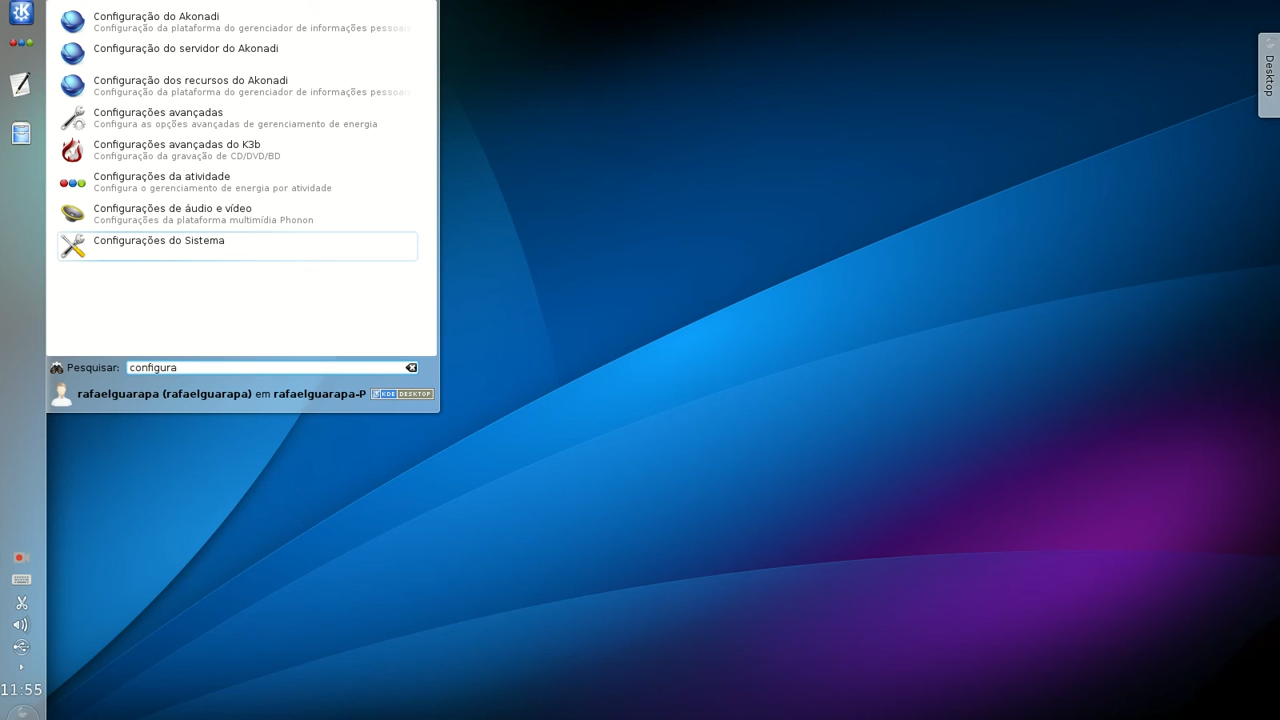 Configuração do Akonadi
Configuração da plataforma do gerenciador de informações pessoais
Configuração do servidor do Akonadi
Configuração dos recursos do Akonadi
Configuração da plataforma do gerenciador de informações pessoais
Configurações avançadas
Configura as opções avançadas de gerenciamento de energia
Configurações avançadas do K3b
Configuração da gravação de CD/DVD/BD
Configurações da atividade
Configura o gerenciamento de energia por atividade
Configurações de áudio e vídeo
Configurações da plataforma multimídia Phonon
Configurações do Sistema
Pesquisar: configura
rafaelguarapa (rafaelguarapa) em rafaelguarapa-P KDE DESKTOP
Desktop
11:55